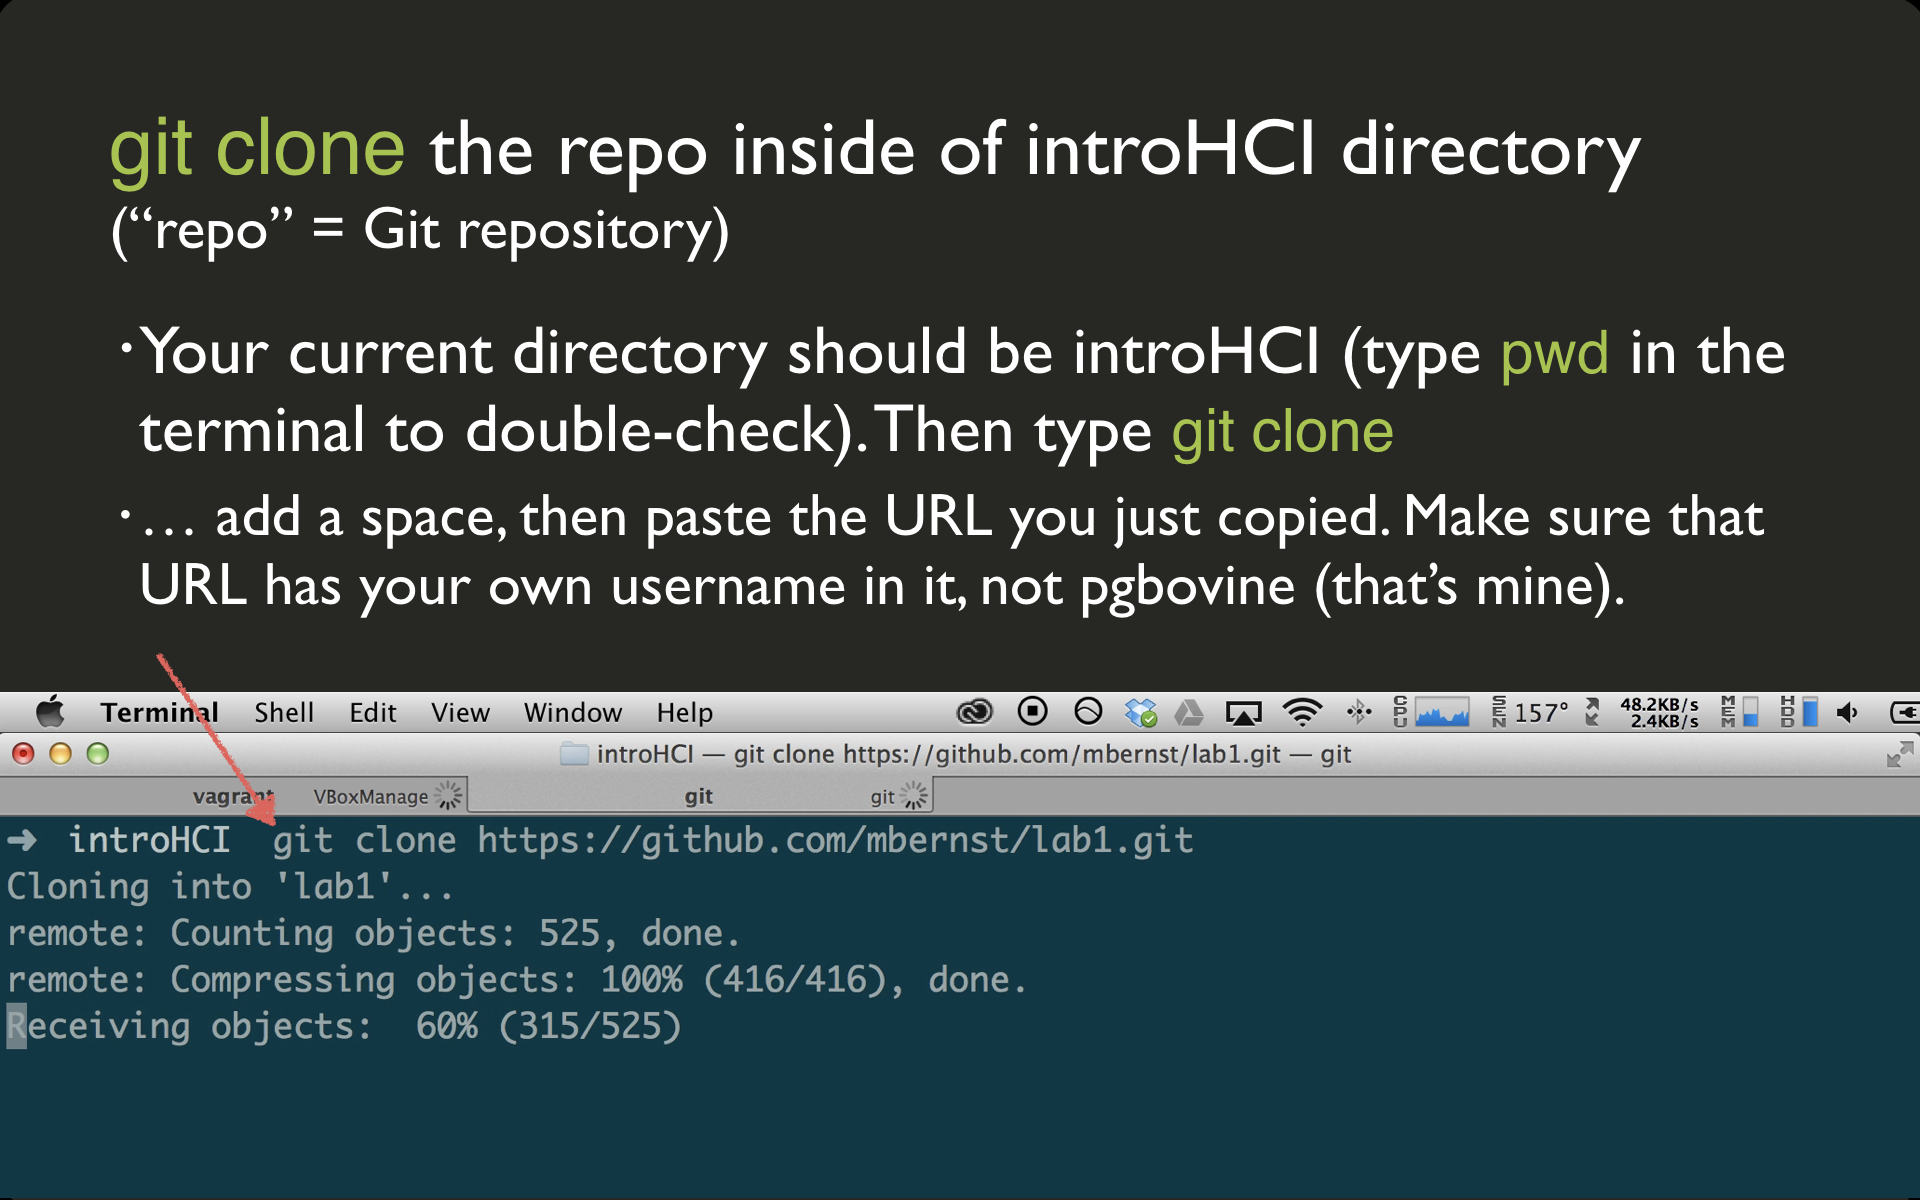 git clone the repo inside of introHCI directory
(“repo” = Git repository)
· Your current directory should be introHCI (type pwd in the
terminal to double-check). Then type git clone
· … add a space, then paste the URL you just copied. Make sure that
URL has your own username in it, not pgbovine (that’s mine).
Terminal Shell Edit View Window Help CPU SEN 157° 48.2KB/s MEM HDD
2.4KB/s
introHCI — git clone https://github.com/mbernst/lab1.git — git
vagrant VBoxManage git git
➜ introHCI git clone https://github.com/mbernst/lab1.git
Cloning into 'lab1'...
remote: Counting objects: 525, done.
remote: Compressing objects: 100% (416/416), done.
Receiving objects: 60% (315/525)